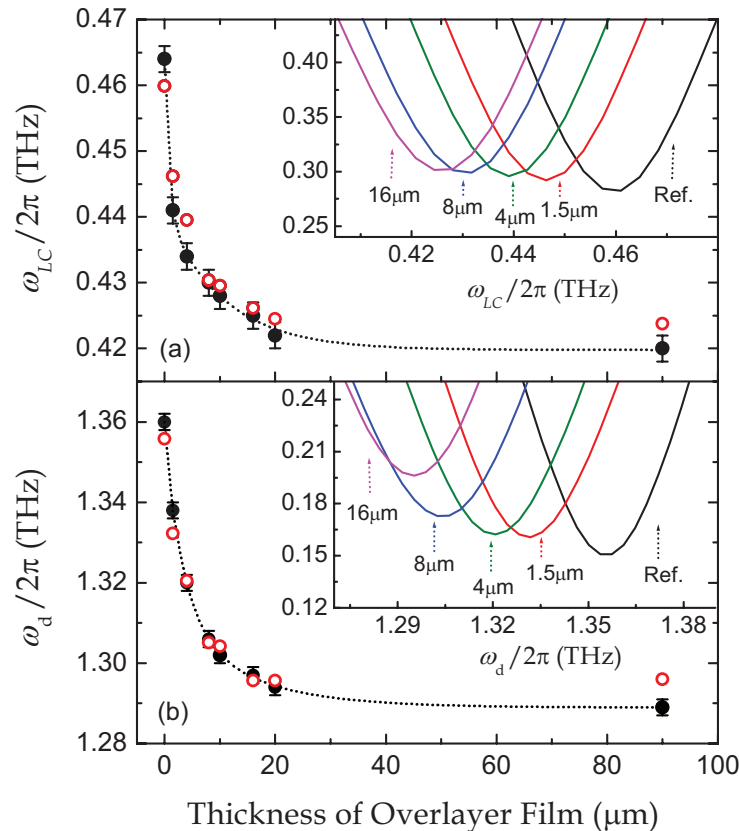 0.47
0.46
0.45
0.44
0.43
0.42
ω_LC/2π (THz)
(a)
0.40
0.35
0.30
0.25
16μm
8μm
4μm
1.5μm
Ref.
0.42 0.44 0.46
ω_LC/2π (THz)
1.36
1.34
1.32
1.30
1.28
ω_d/2π (THz)
(b)
0.24
0.21
0.18
0.15
0.12
16μm
8μm
4μm
1.5μm
Ref.
1.29 1.32 1.35 1.38
ω_d/2π (THz)
0 20 40 60 80 100
Thickness of Overlayer Film (μm)